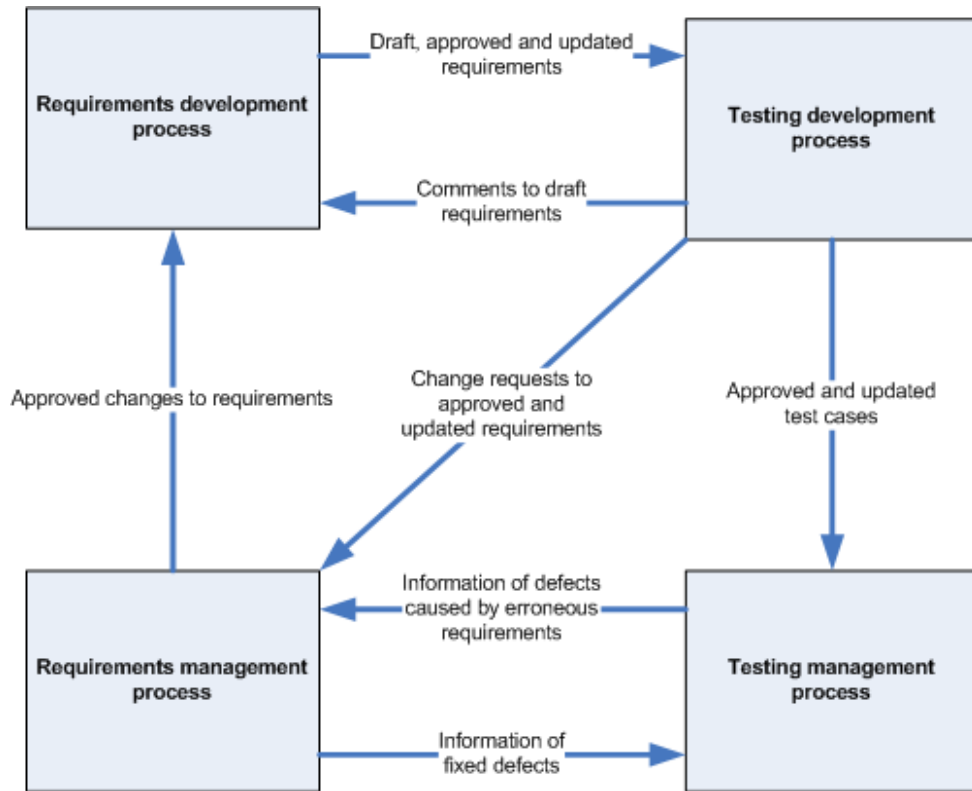 Draft, approved and updated
requirements
Requirements development
process
Testing development
process
Comments to draft
requirements
Approved changes to requirements
Change requests to
approved and
updated requirements
Approved and updated
test cases
Information of defects
caused by erroneous
requirements
Requirements management
process
Testing management
process
Information of
fixed defects